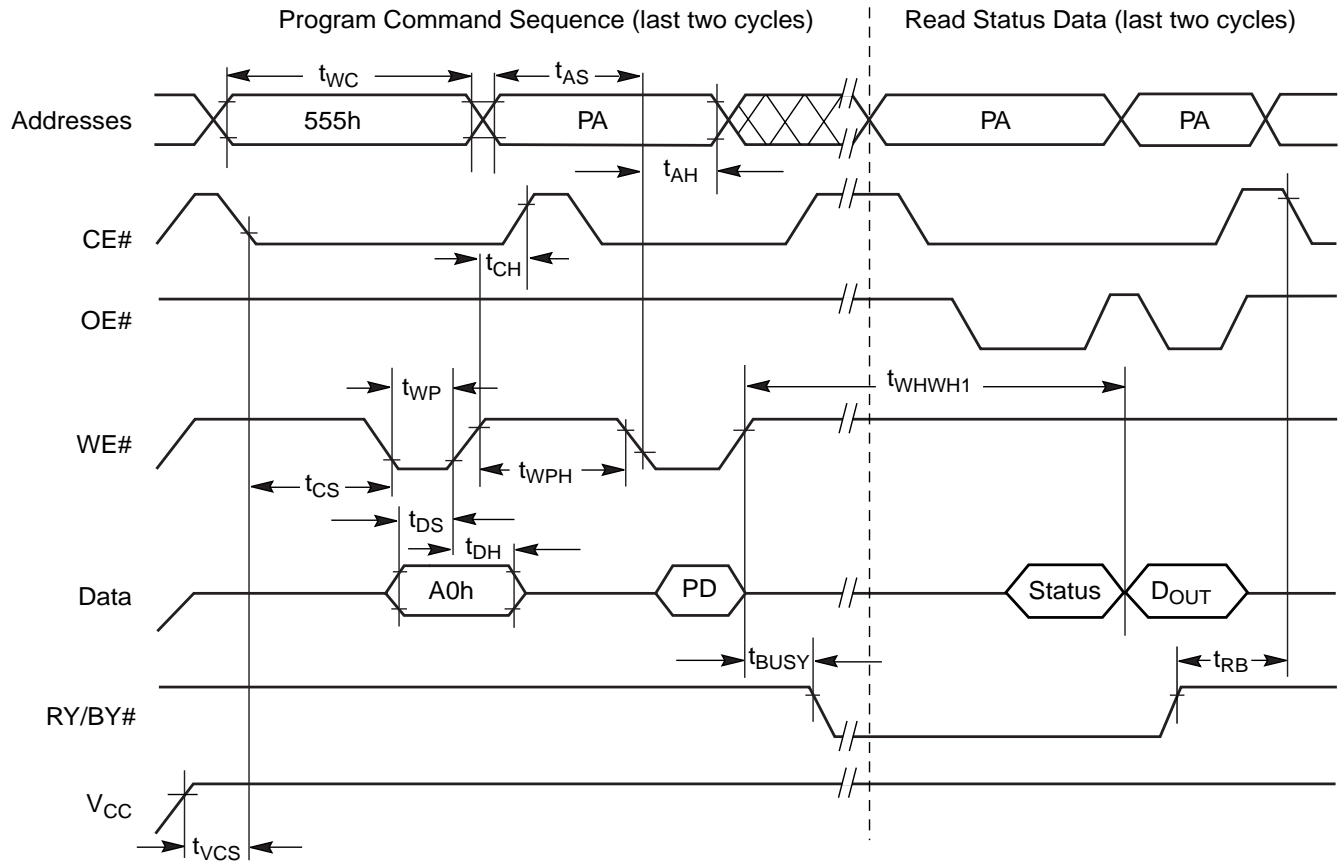 Program Command Sequence (last two cycles)
Read Status Data (last two cycles)
tWC
tAS
Addresses
555h
PA
PA
PA
tAH
CE#
tCH
OE#
tWP
tWHWH1
WE#
tCS
tWPH
tDS
tDH
Data
A0h
PD
Status
DOUT
tBUSY
tRB
RY/BY#
VCC
tVCS